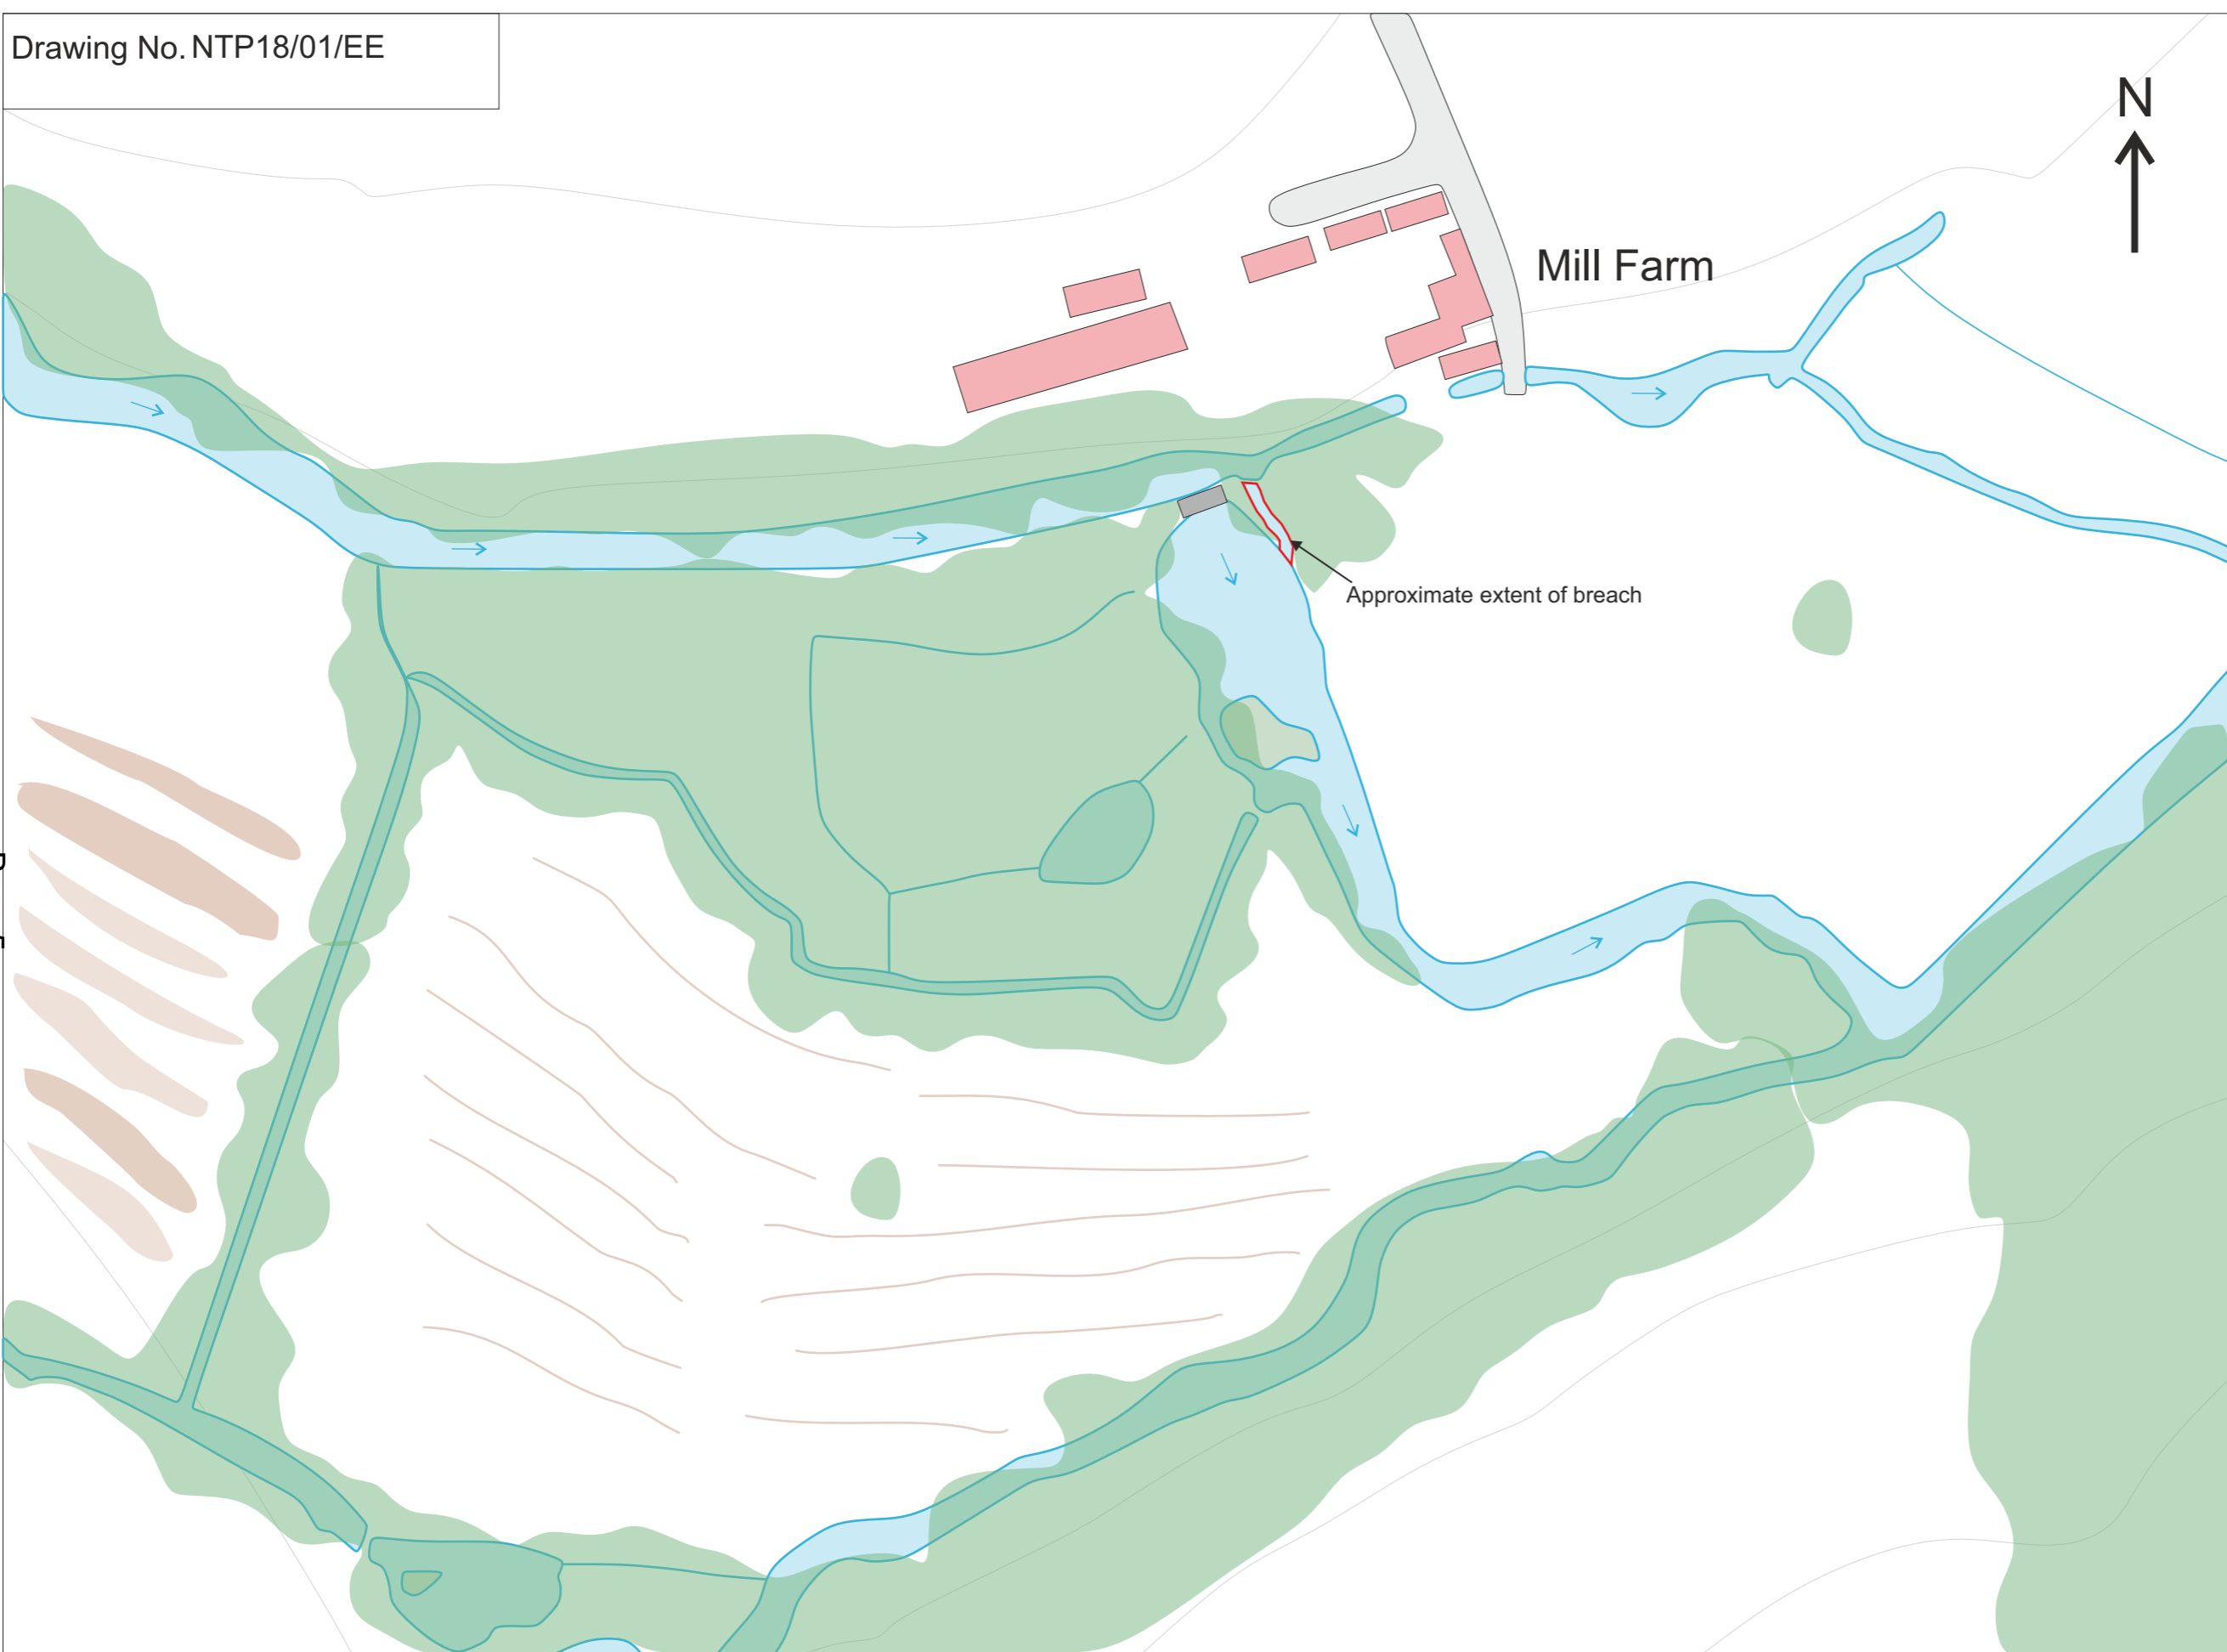 Drawing No. NTP18/01/EE
N
Mill Farm
Approximate extent of breach